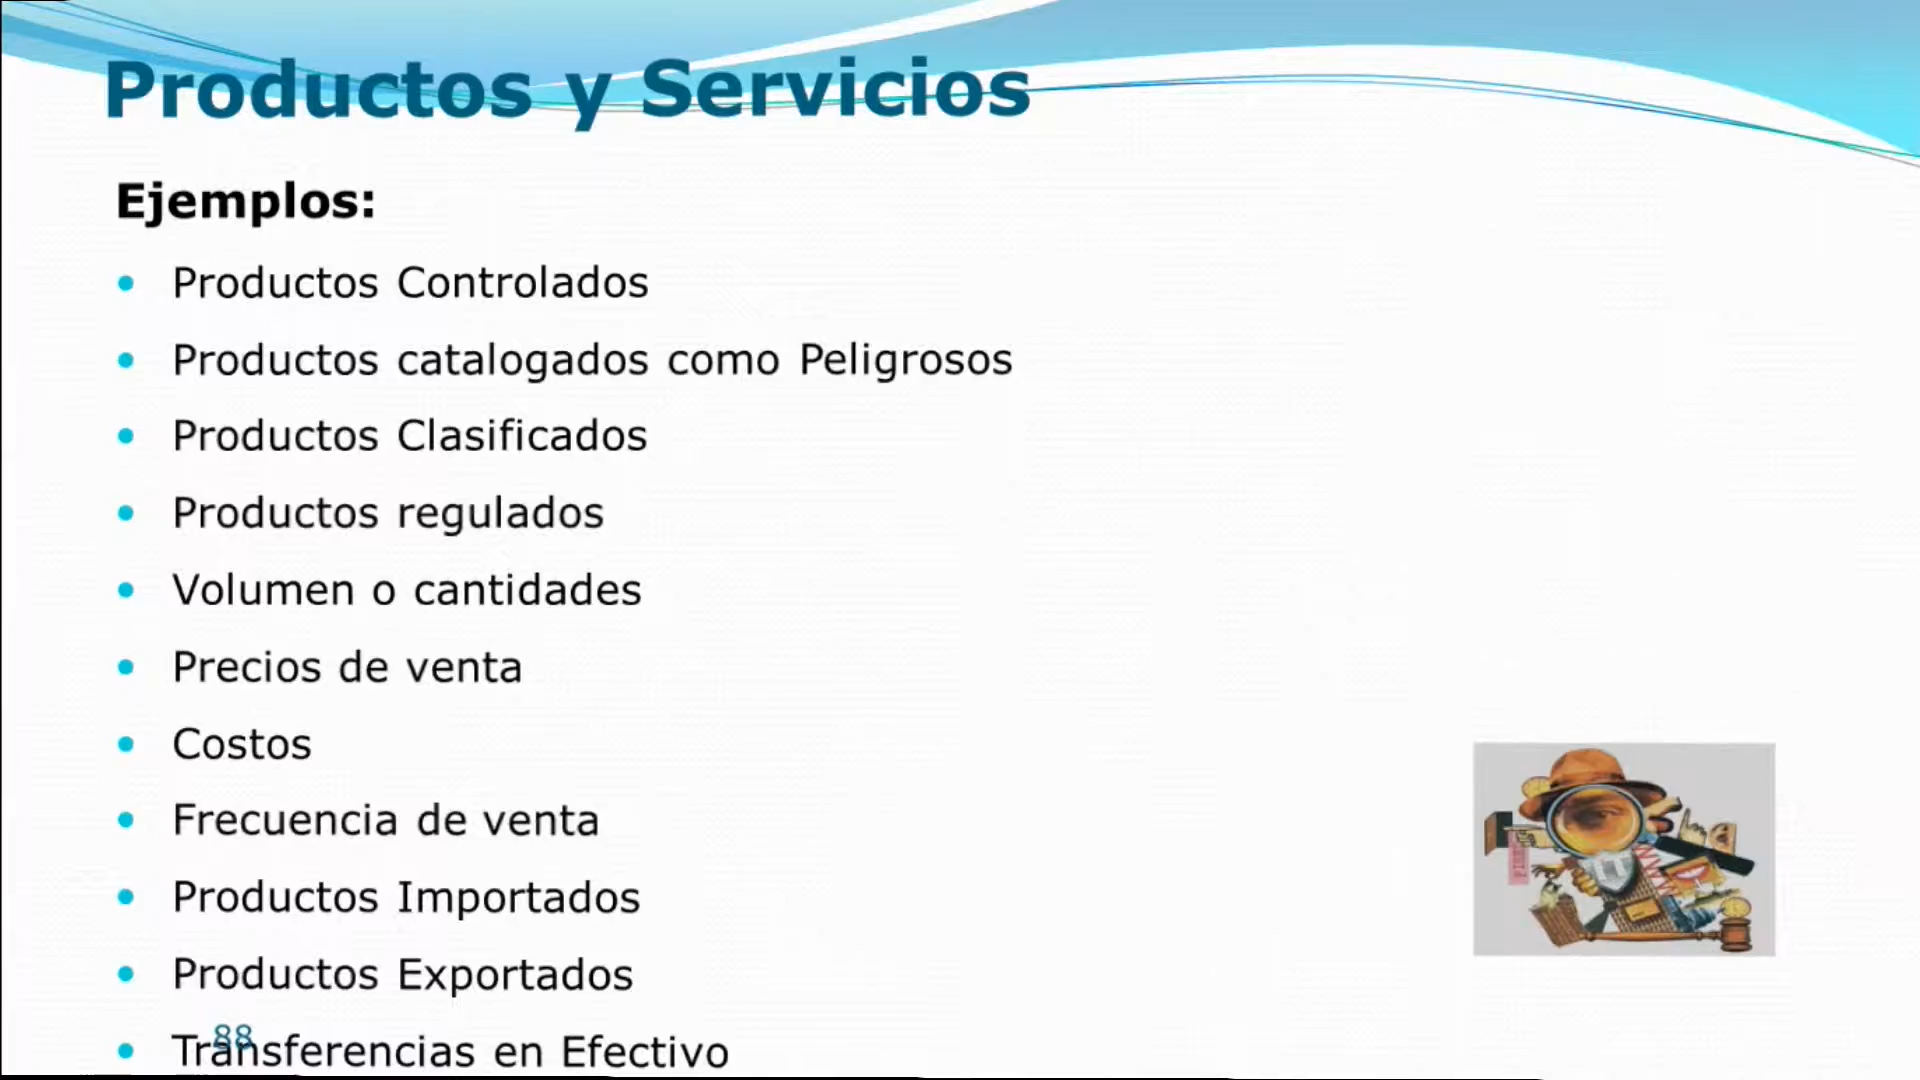 Productos y Servicios
Ejemplos:
• Productos Controlados
• Productos catalogados como Peligrosos
• Productos Clasificados
• Productos regulados
• Volumen o cantidades
• Precios de venta
• Costos
• Frecuencia de venta
• Productos Importados
• Productos Exportados
88
• Transferencias en Efectivo